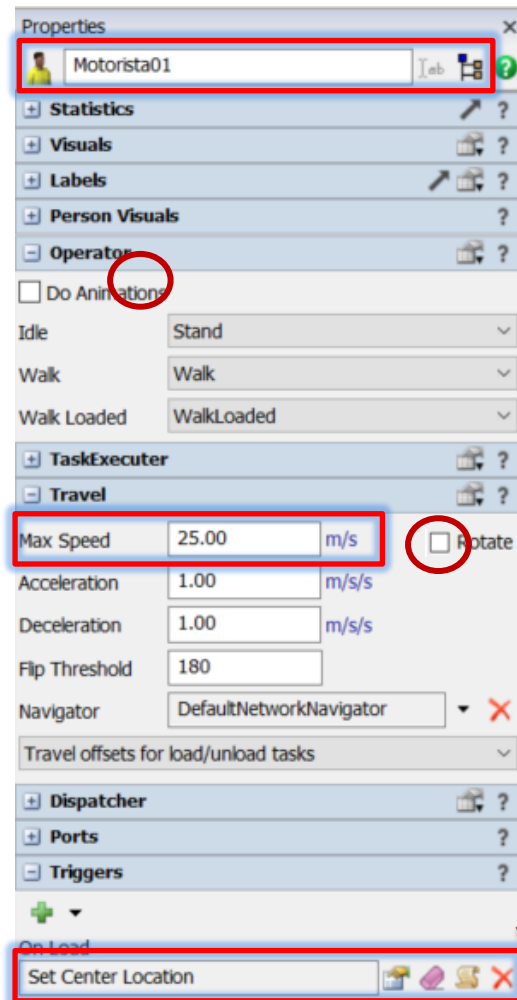 Properties ×
Motorista01 ab ?
+ Statistics ?
+ Visuals ?
+ Labels ?
+ Person Visuals ?
- Operator ?
Do Animations
Idle Stand
Walk Walk
Walk Loaded WalkLoaded
+ TaskExecuter ?
- Travel ?
Max Speed 25.00 m/s Rotate
Acceleration 1.00 m/s/s
Deceleration 1.00 m/s/s
Flip Threshold 180
Navigator DefaultNetworkNavigator
Travel offsets for load/unload tasks
+ Dispatcher ?
+ Ports ?
- Triggers ?
On Load
Set Center Location